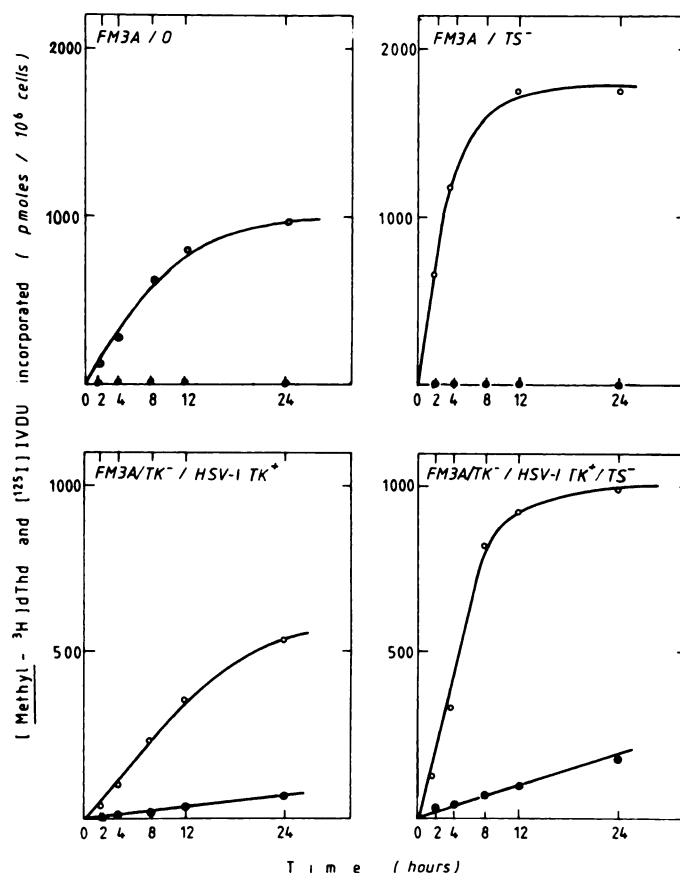 FM3A / 0
FM3A / TS⁻
2000
1000
0 2 4 8 12 24
2000
1000
0 2 4 8 12 24
FM3A/TK⁻ / HSV-I TK⁺
FM3A/TK⁻ / HSV-I TK⁺/TS⁻
1000
500
0 2 4 8 12 24
1000
500
0 2 4 8 12 24
[Methyl - ³H]dThd and [¹²⁵I]IVDU incorporated (pmoles / 10⁶ cells)
Time (hours)